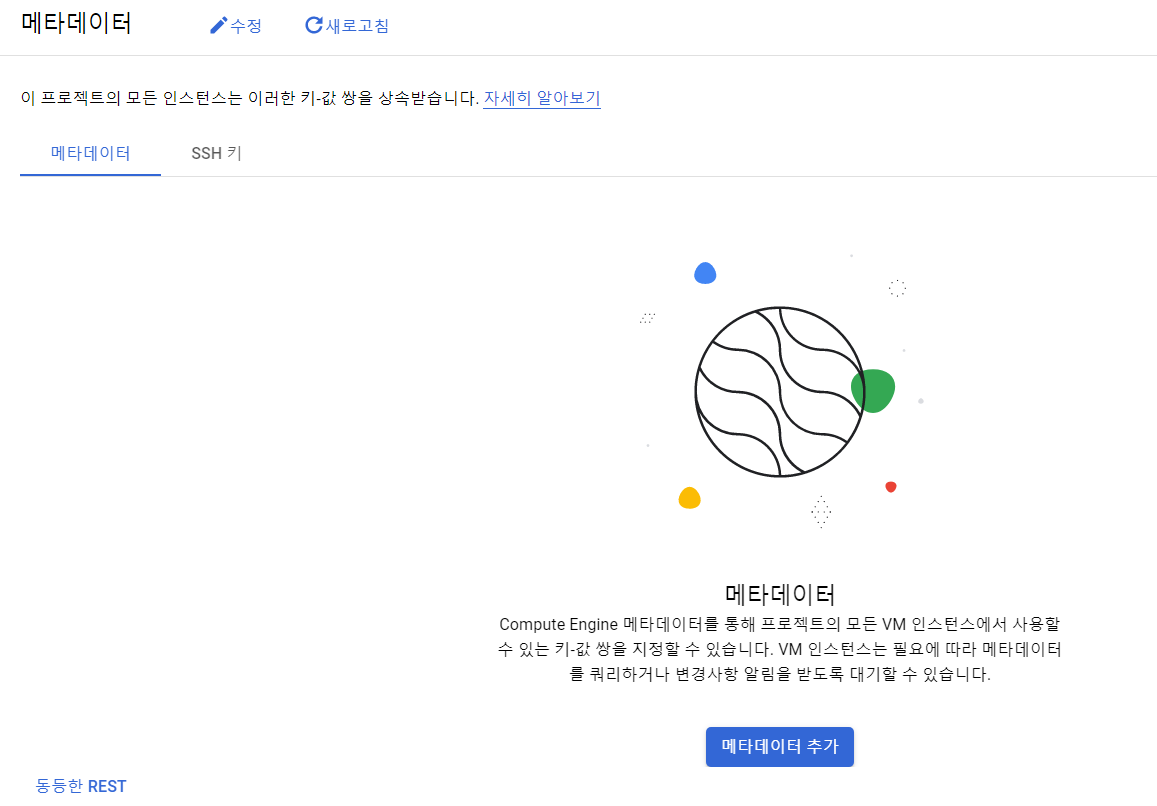 메타데이터 수정 새로고침
이 프로젝트의 모든 인스턴스는 이러한 키-값 쌍을 상속받습니다. 자세히 알아보기
메타데이터 SSH 키
메타데이터
Compute Engine 메타데이터를 통해 프로젝트의 모든 VM 인스턴스에서 사용할
수 있는 키-값 쌍을 지정할 수 있습니다. VM 인스턴스는 필요에 따라 메타데이터
를 쿼리하거나 변경사항 알림을 받도록 대기할 수 있습니다.
메타데이터 추가
동등한 REST